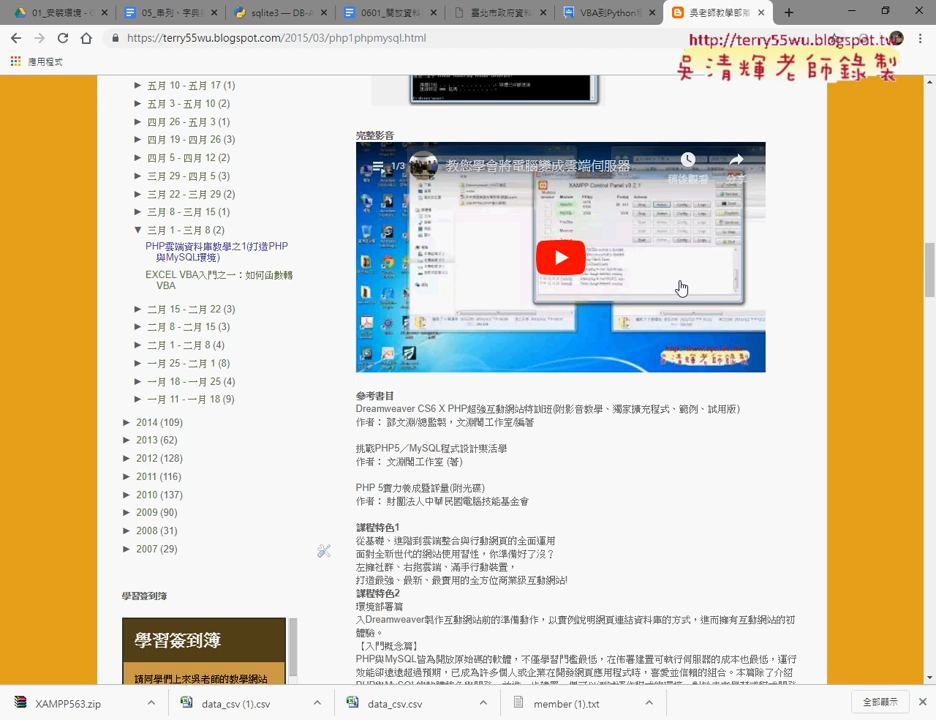 01_安裝環境 -
05_串列、字典
sqlite3 — DB-A
0601_開放資料
臺北市政府資料
VBA到Python
吳老師教學部落
https://terry55wu.blogspot.com/2015/03/php1phpmysql.html
http://terry55wu.blogspot.tw
吳清輝老師錄製
應用程式
► 五月 10 - 五月 17 (1)
► 五月 3 - 五月 10 (2)
► 四月 26 - 五月 3 (1)
► 四月 19 - 四月 26 (3)
► 四月 5 - 四月 12 (2)
► 三月 29 - 四月 5 (3)
► 三月 22 - 三月 29 (2)
► 三月 8 - 三月 15 (1)
▼ 三月 1 - 三月 8 (2)
PHP雲端資料庫教學之1(打造PHP
與MySQL環境)
EXCEL VBA入門之一：如何函數轉
VBA
► 二月 15 - 二月 22 (3)
► 二月 8 - 二月 15 (3)
► 二月 1 - 二月 8 (4)
► 一月 25 - 二月 1 (8)
► 一月 18 - 一月 25 (4)
► 一月 11 - 一月 18 (9)
► 2014 (109)
► 2013 (62)
► 2012 (128)
► 2011 (116)
► 2010 (137)
► 2009 (90)
► 2008 (31)
► 2007 (29)
學習簽到簿
學習簽到簿
請同學們上來吳老師的教學網站
完整影音
1/3
教您學會將電腦變成雲端伺服器
稍後觀看
分享
XAMPP Control Panel v3.2.1
吳清輝老師錄製
參考書目
Dreamweaver CS6 X PHP超強互動網站特訓班(附影音教學、獨家擴充程式、範例、試用版)
作者： 鄧文淵/總監製，文淵閣工作室/編著
挑戰PHP5／MySQL程式設計樂活學
作者： 文淵閣工作室 (著)
PHP 5實力養成暨評量(附光碟)
作者： 財團法人中華民國電腦技能基金會
課程特色1
從基礎、進階到雲端整合與行動網頁的全面運用
面對全新世代的網站使用習性，你準備好了沒？
左擁社群、右抱雲端、滿手行動裝置，
打造最強、最新、最實用的全方位商業級互動網站!
課程特色2
環境部署篇
入Dreamweaver製作互動網站前的準備動作，以實例說明網頁連結資料庫的方式，進而擁有互動網站的初
體驗。
【入門概念篇】
PHP與MySQL皆為開放原始碼的軟體，不僅學習門檻最低，在佈署建置可執行伺服器的成本也最低，運行
效能卻遠遠超過預期，已成為許多個人或企業在開發網頁應用程式時，喜愛並信賴的組合。本篇除了介紹
XAMPP563.zip
data_csv (1).csv
data_csv.csv
member (1).txt
全部顯示